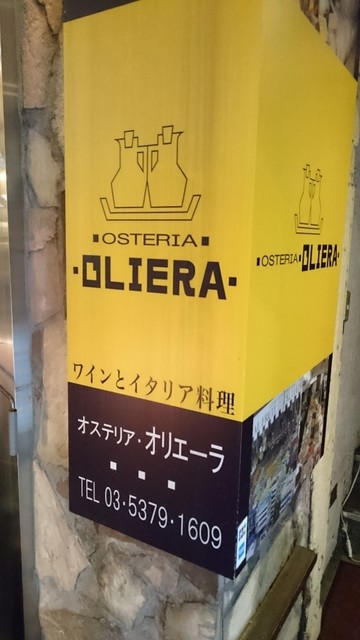 ■OSTERIA■
·OLIERA·
ワインとイタリア料理
オステリア・オリエーラ
■ ■ ■
TEL 03·5379·1609
■OSTERIA■
OLIERA·